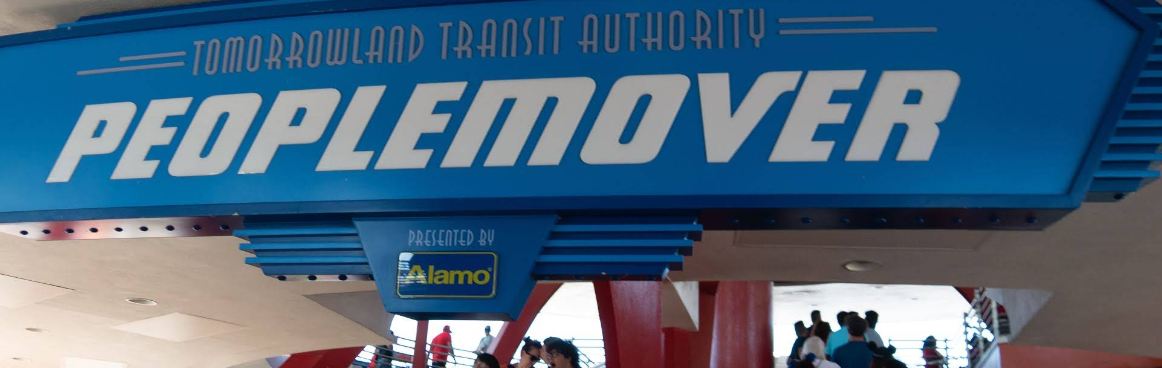 TOMORROWLAND TRANSIT AUTHORITY
PEOPLEMOVER
PRESENTED BY
Alamo